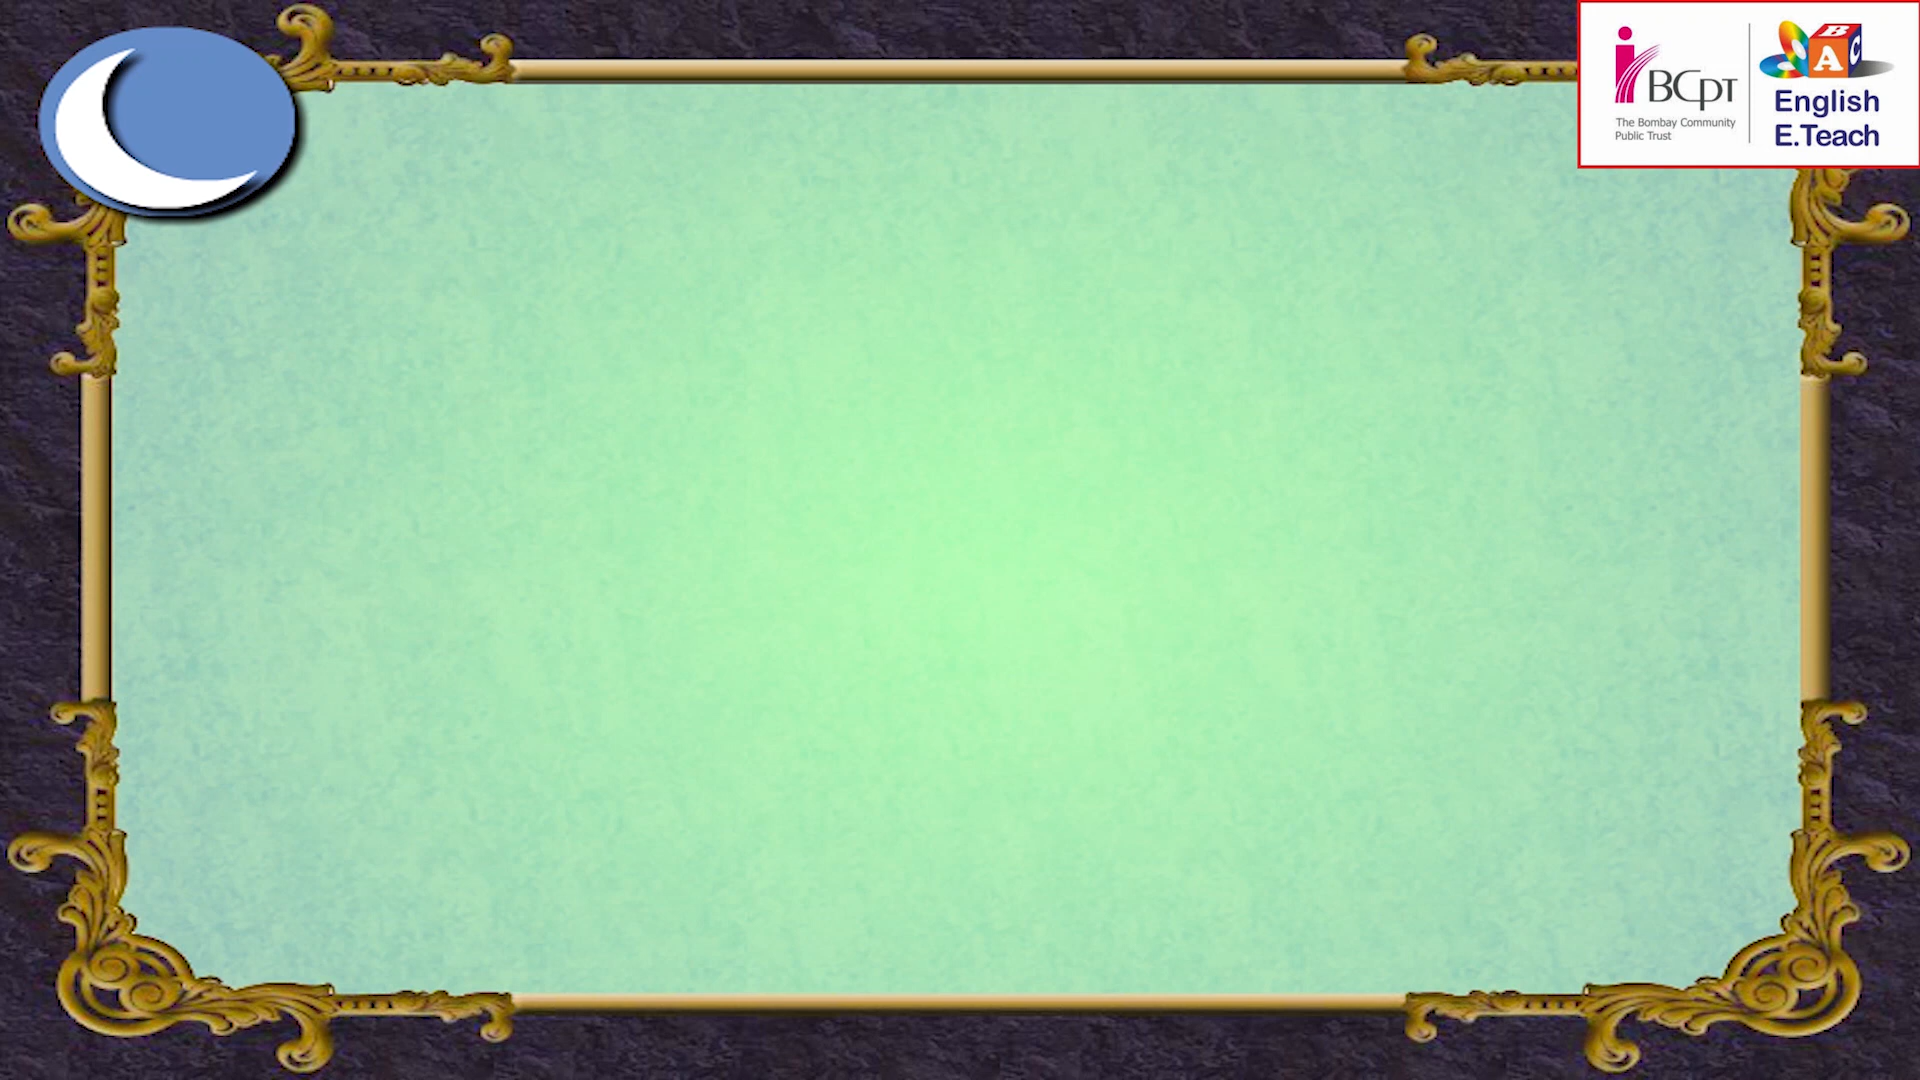 BCPT
The Bombay Community
Public Trust
B
A C
English
E.Teach